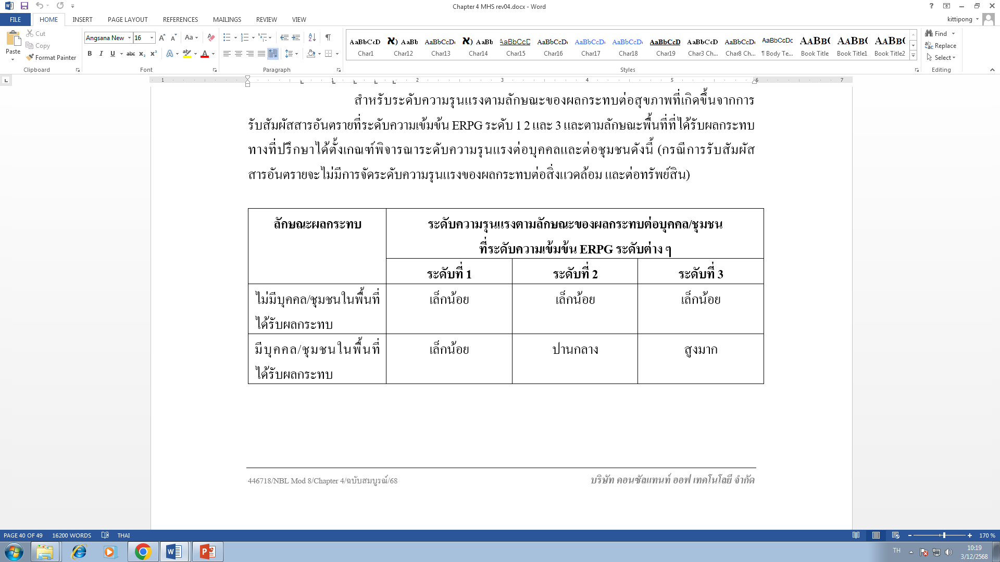 Chapter 4 MHS rev04.docx - Word
FILE
HOME
INSERT
PAGE LAYOUT
REFERENCES
MAILINGS
REVIEW
VIEW
kittipong
Paste
Cut
Copy
Format Painter
Clipboard
Angsana New
16
Font
Paragraph
AaBbCcD
Char1
AaBb
Char12
AaBbCcDc
Char13
AaBb
Char14
AaBbCcD
Char15
AaBbCcDc
Char16
AaBbCcDc
Char17
AaBbCcDc
Char18
AaBbCcD
Char19
AaBbCcD
Char3 Ch...
AaBbCcDc
Char8 Ch...
AaBbCcDc
¶ Body Te...
AaBb
Book Title
AaBb
Book Title1
AaBb
Book Title2
Styles
Find
Replace
Select
Editing
1 1 2 3 4 5 6 7
สำหรับระดับความรุนแรงตามลักษณะของผลกระทบต่อสุขภาพที่เกิดขึ้นจากการ
รับสัมผัสสารอันตรายที่ระดับความเข้มข้น ERPG ระดับ 1 2 และ 3 และตามลักษณะพื้นที่ที่ได้รับผลกระทบ
ทางที่ปรึกษาได้ตั้งเกณฑ์พิจารณาระดับความรุนแรงต่อบุคคลและต่อชุมชนดังนี้ (กรณีการรับสัมผัส
สารอันตรายจะไม่มีการจัดระดับความรุนแรงของผลกระทบต่อสิ่งแวดล้อม และต่อทรัพย์สิน)
ลักษณะผลกระทบ
ระดับความรุนแรงตามลักษณะของผลกระทบต่อบุคคล/ชุมชน
ที่ระดับความเข้มข้น ERPG ระดับต่าง ๆ
ระดับที่ 1
ระดับที่ 2
ระดับที่ 3
ไม่มีบุคคล/ชุมชนในพื้นที่
ได้รับผลกระทบ
เล็กน้อย
เล็กน้อย
เล็กน้อย
มีบุคคล/ชุมชนในพื้นที่
ได้รับผลกระทบ
เล็กน้อย
ปานกลาง
สูงมาก
446718/NBL Mod 8/Chapter 4/ฉบับสมบูรณ์/68
บริษัท คอนซัลแทนท์ ออฟ เทคโนโลยี จำกัด
PAGE 40 OF 49
16200 WORDS
THAI
170 %
TH
10:19
3/12/2568